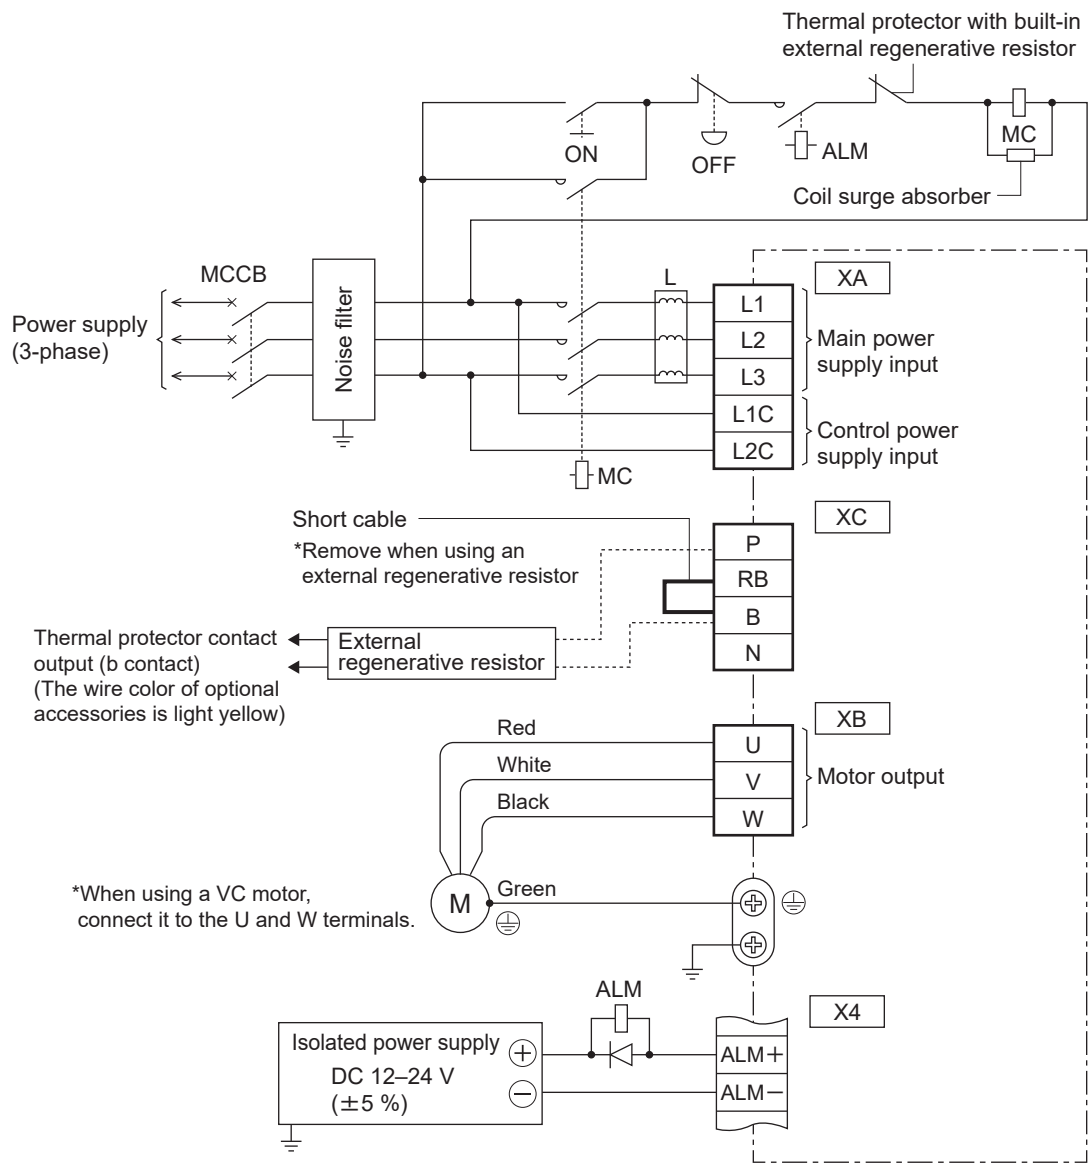 Thermal protector with built-in
external regenerative resistor
ON
OFF
ALM
MC
Coil surge absorber
MCCB
Power supply
(3-phase)
Noise filter
L
XA
L1
L2
L3
L1C
L2C
Main power
supply input
Control power
supply input
MC
Short cable
*Remove when using an
external regenerative resistor
XC
P
RB
B
N
Thermal protector contact
output (b contact)
(The wire color of optional
accessories is light yellow)
External
regenerative resistor
XB
Red
White
Black
U
V
W
Motor output
*When using a VC motor,
connect it to the U and W terminals.
M
Green
ALM
X4
Isolated power supply
DC 12–24 V
(±5 %)
+
−
ALM+
ALM−